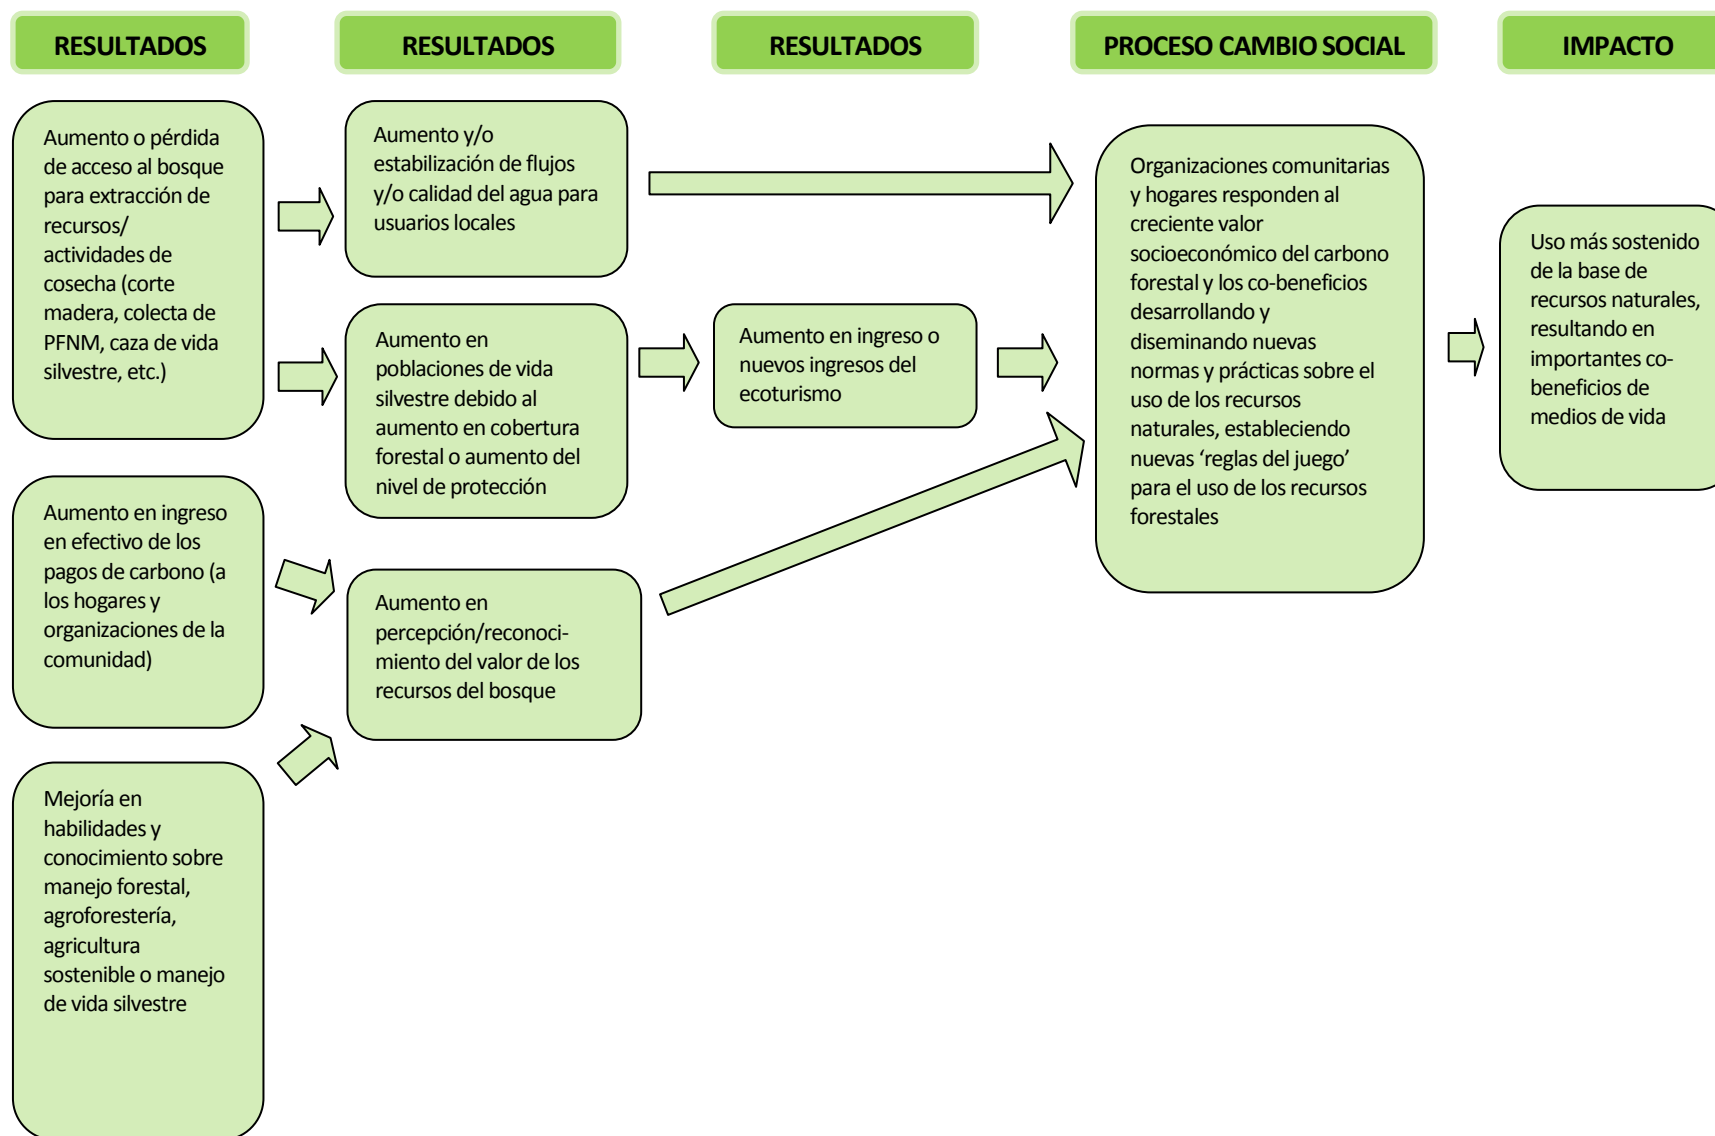 RESULTADOS
RESULTADOS
RESULTADOS
PROCESO CAMBIO SOCIAL
IMPACTO
Aumento o pérdida
de acceso al bosque
para extracción de
recursos/
actividades de
cosecha (corte
madera, colecta de
PFNM, caza de vida
silvestre, etc.)
Aumento en ingreso
en efectivo de los
pagos de carbono (a
los hogares y
organizaciones de la
comunidad)
Mejoría en
habilidades y
conocimiento sobre
manejo forestal,
agroforestería,
agricultura
sostenible o manejo
de vida silvestre
Aumento y/o
estabilización de flujos
y/o calidad del agua para
usuarios locales
Aumento en
poblaciones de vida
silvestre debido al
aumento en cobertura
forestal o aumento del
nivel de protección
Aumento en
percepción/reconoci-
miento del valor de los
recursos del bosque
Aumento en ingreso o
nuevos ingresos del
ecoturismo
Organizaciones comunitarias
y hogares responden al
creciente valor
socioeconómico del carbono
forestal y los co-beneficios
desarrollando y
diseminando nuevas
normas y prácticas sobre el
uso de los recursos
naturales, estableciendo
nuevas ‘reglas del juego’
para el uso de los recursos
forestales
Uso más sostenido
de la base de
recursos naturales,
resultando en
importantes co-
beneficios de
medios de vida